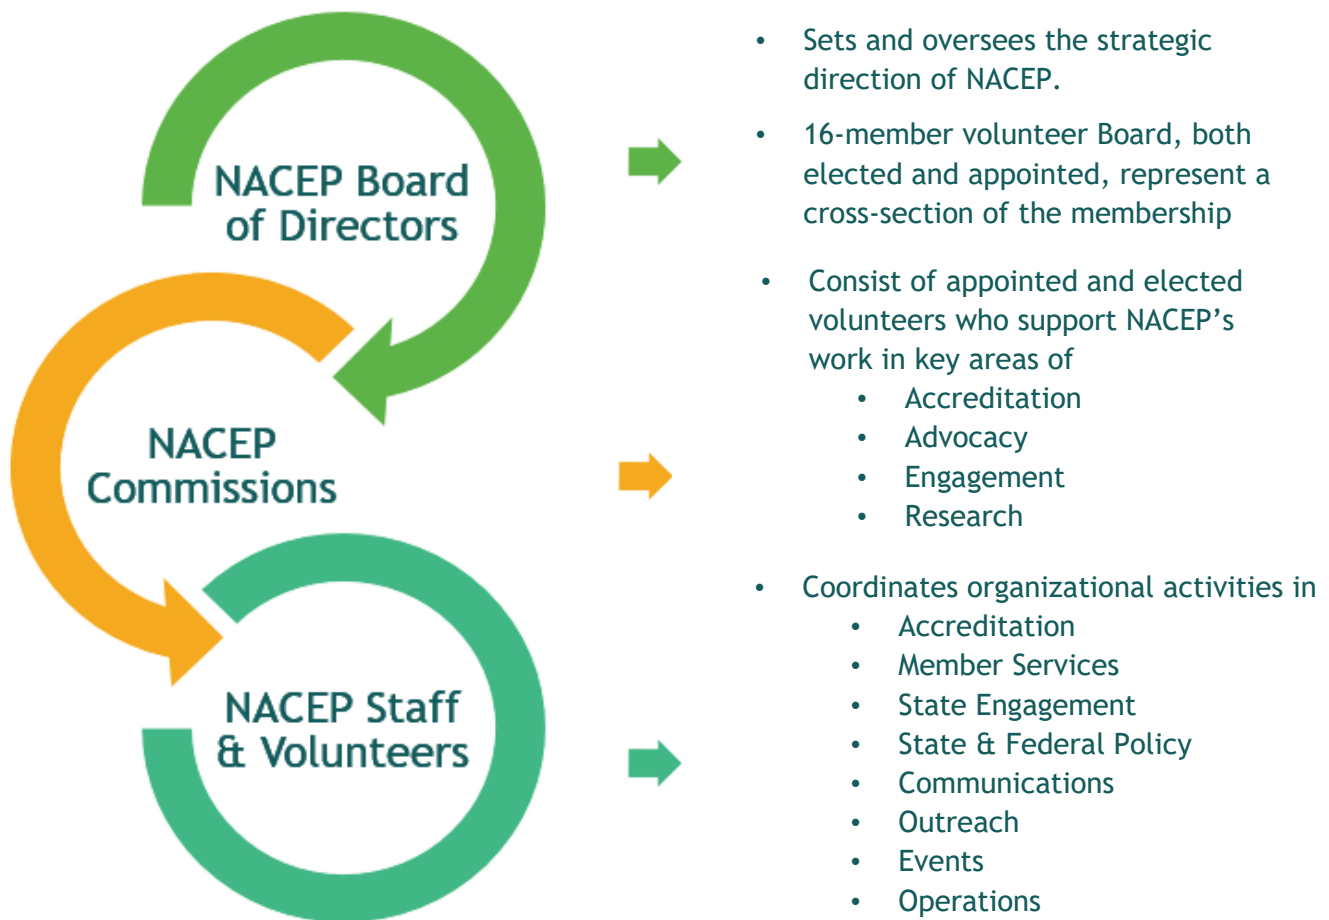 NACEP Board
of Directors
• Sets and oversees the strategic
direction of NACEP.
• 16-member volunteer Board, both
elected and appointed, represent a
cross-section of the membership
NACEP
Commissions
• Consist of appointed and elected
volunteers who support NACEP’s
work in key areas of
• Accreditation
• Advocacy
• Engagement
• Research
NACEP Staff
& Volunteers
• Coordinates organizational activities in
• Accreditation
• Member Services
• State Engagement
• State & Federal Policy
• Communications
• Outreach
• Events
• Operations